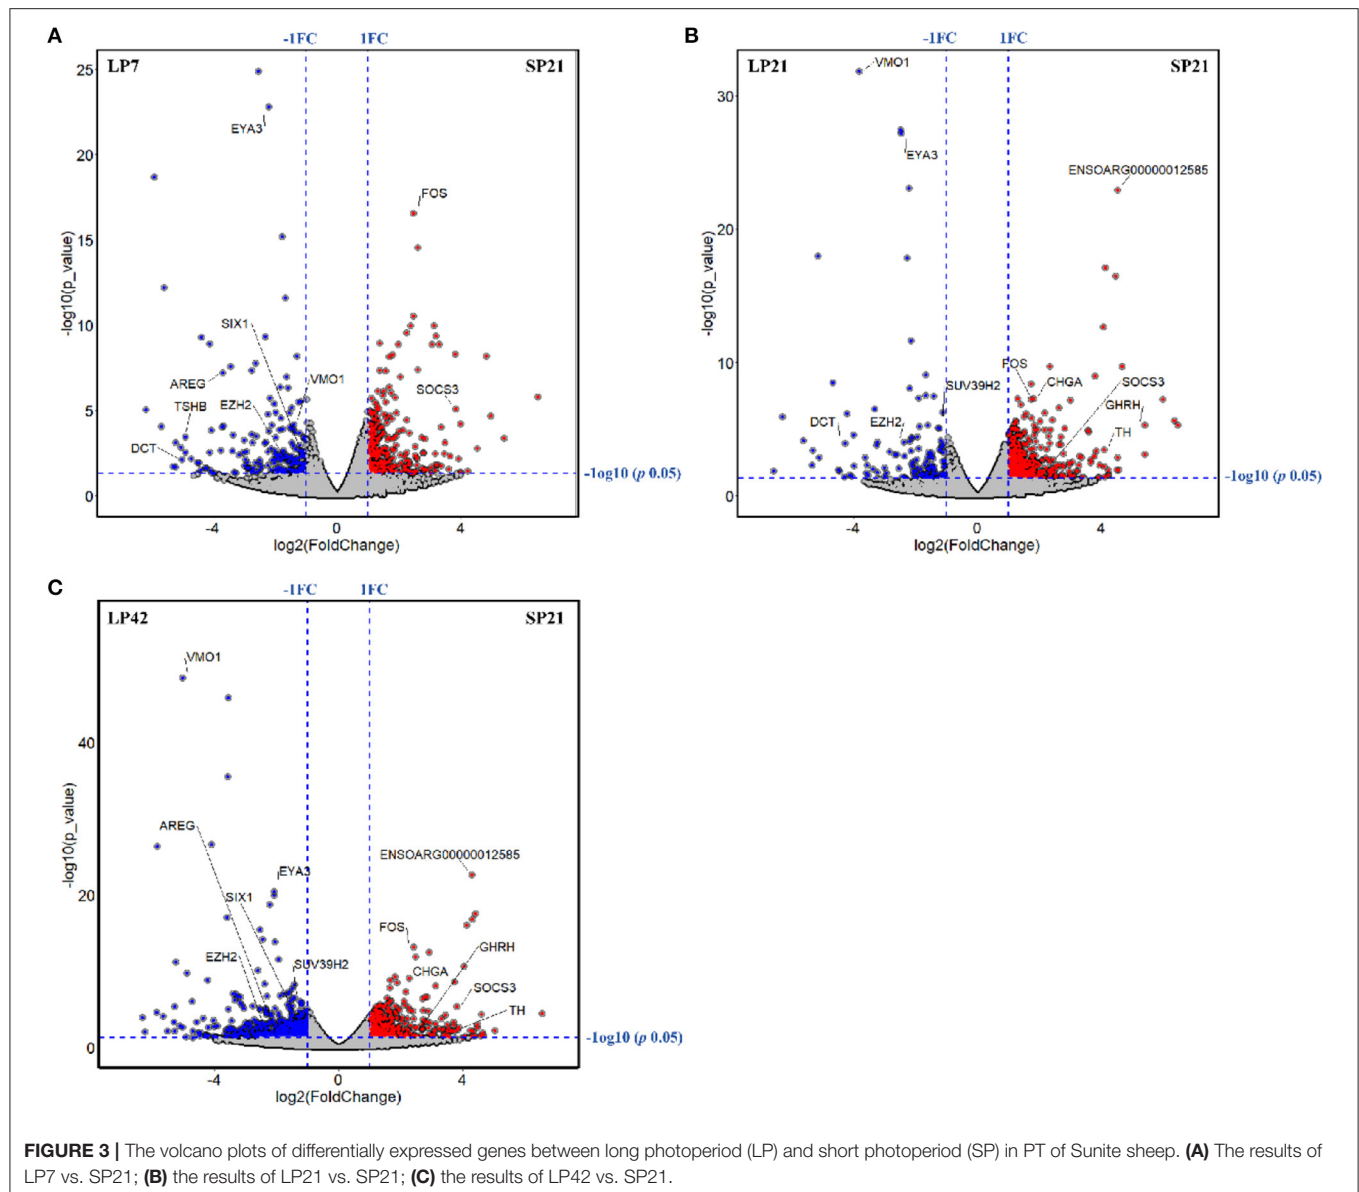 A
-1FC 1FC
LP7 SP21
25
EYA3
20
FOS
15
-log10(p_value)
10
SIX1
AREG
VMO1
SOCS3
TSHB
EZH2
5
DCT
-log10 (p 0.05)
0
-4 0 4
log2(FoldChange)
B
-1FC 1FC
LP21 SP21
VMO1
30
EYA3
ENSOARG00000012585
20
-log10(p_value)
10
FOS
CHGA
SOCS3
SUV39H2
GHRH
DCT
EZH2
TH
-log10 (p 0.05)
0
-4 0 4
log2(FoldChange)
C
-1FC 1FC
LP42 SP21
VMO1
40
AREG
-log10(p_value)
ENSOARG00000012585
EYA3
20
SIX1
FOS
GHRH
EZH2
SUV39H2
CHGA
SOCS3
TH
-log10 (p 0.05)
0
-4 0 4
log2(FoldChange)
FIGURE 3 | The volcano plots of differentially expressed genes between long photoperiod (LP) and short photoperiod (SP) in PT of Sunite sheep. (A) The results of
LP7 vs. SP21; (B) the results of LP21 vs. SP21; (C) the results of LP42 vs. SP21.